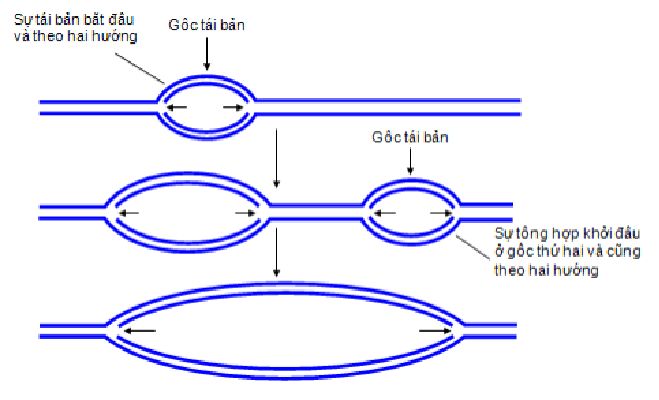 Sự tái bản bắt đầu
và theo hai hướng
Gốc tái bản
Gốc tái bản
Sự tổng hợp khởi đầu
ở gốc thứ hai và cũng
theo hai hướng